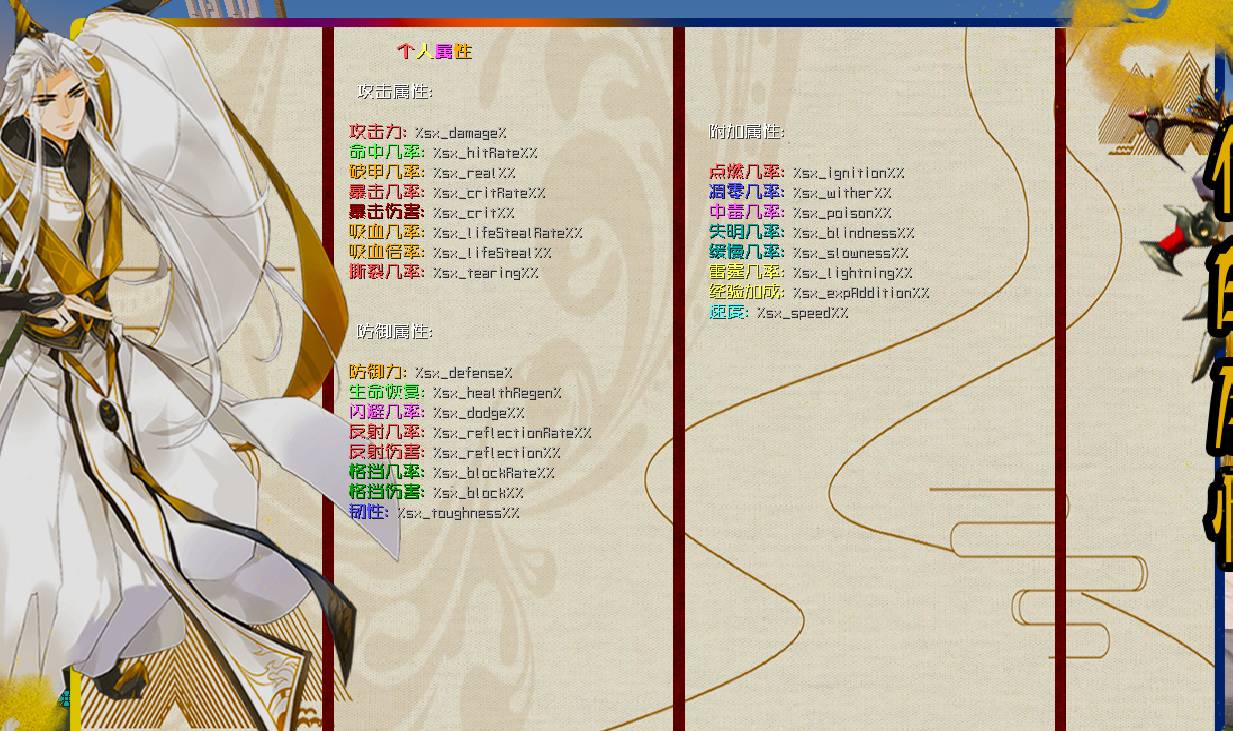 个人属性
攻击属性:
攻击力: %sx_damage%
命中几率: %sx_hitRate%%
破甲几率: %sx_real%%
暴击几率: %sx_critRate%%
暴击伤害: %sx_crit%%
吸血几率: %sx_lifeStealRate%%
吸血倍率: %sx_lifeSteal%%
撕裂几率: %sx_tearing%%
防御属性:
防御力: %sx_defense%
生命恢复: %sx_healthRegen%
闪避几率: %sx_dodge%%
反射几率: %sx_reflectionRate%%
反射伤害: %sx_reflection%%
格挡几率: %sx_blockRate%%
格挡伤害: %sx_block%%
韧性: %sx_toughness%%
附加属性:
点燃几率: %sx_ignition%%
凋零几率: %sx_wither%%
中毒几率: %sx_poison%%
失明几率: %sx_blindness%%
缓慢几率: %sx_slowness%%
雷霆几率: %sx_lightning%%
经验加成: %sx_expAddition%%
速度: %sx_speed%%